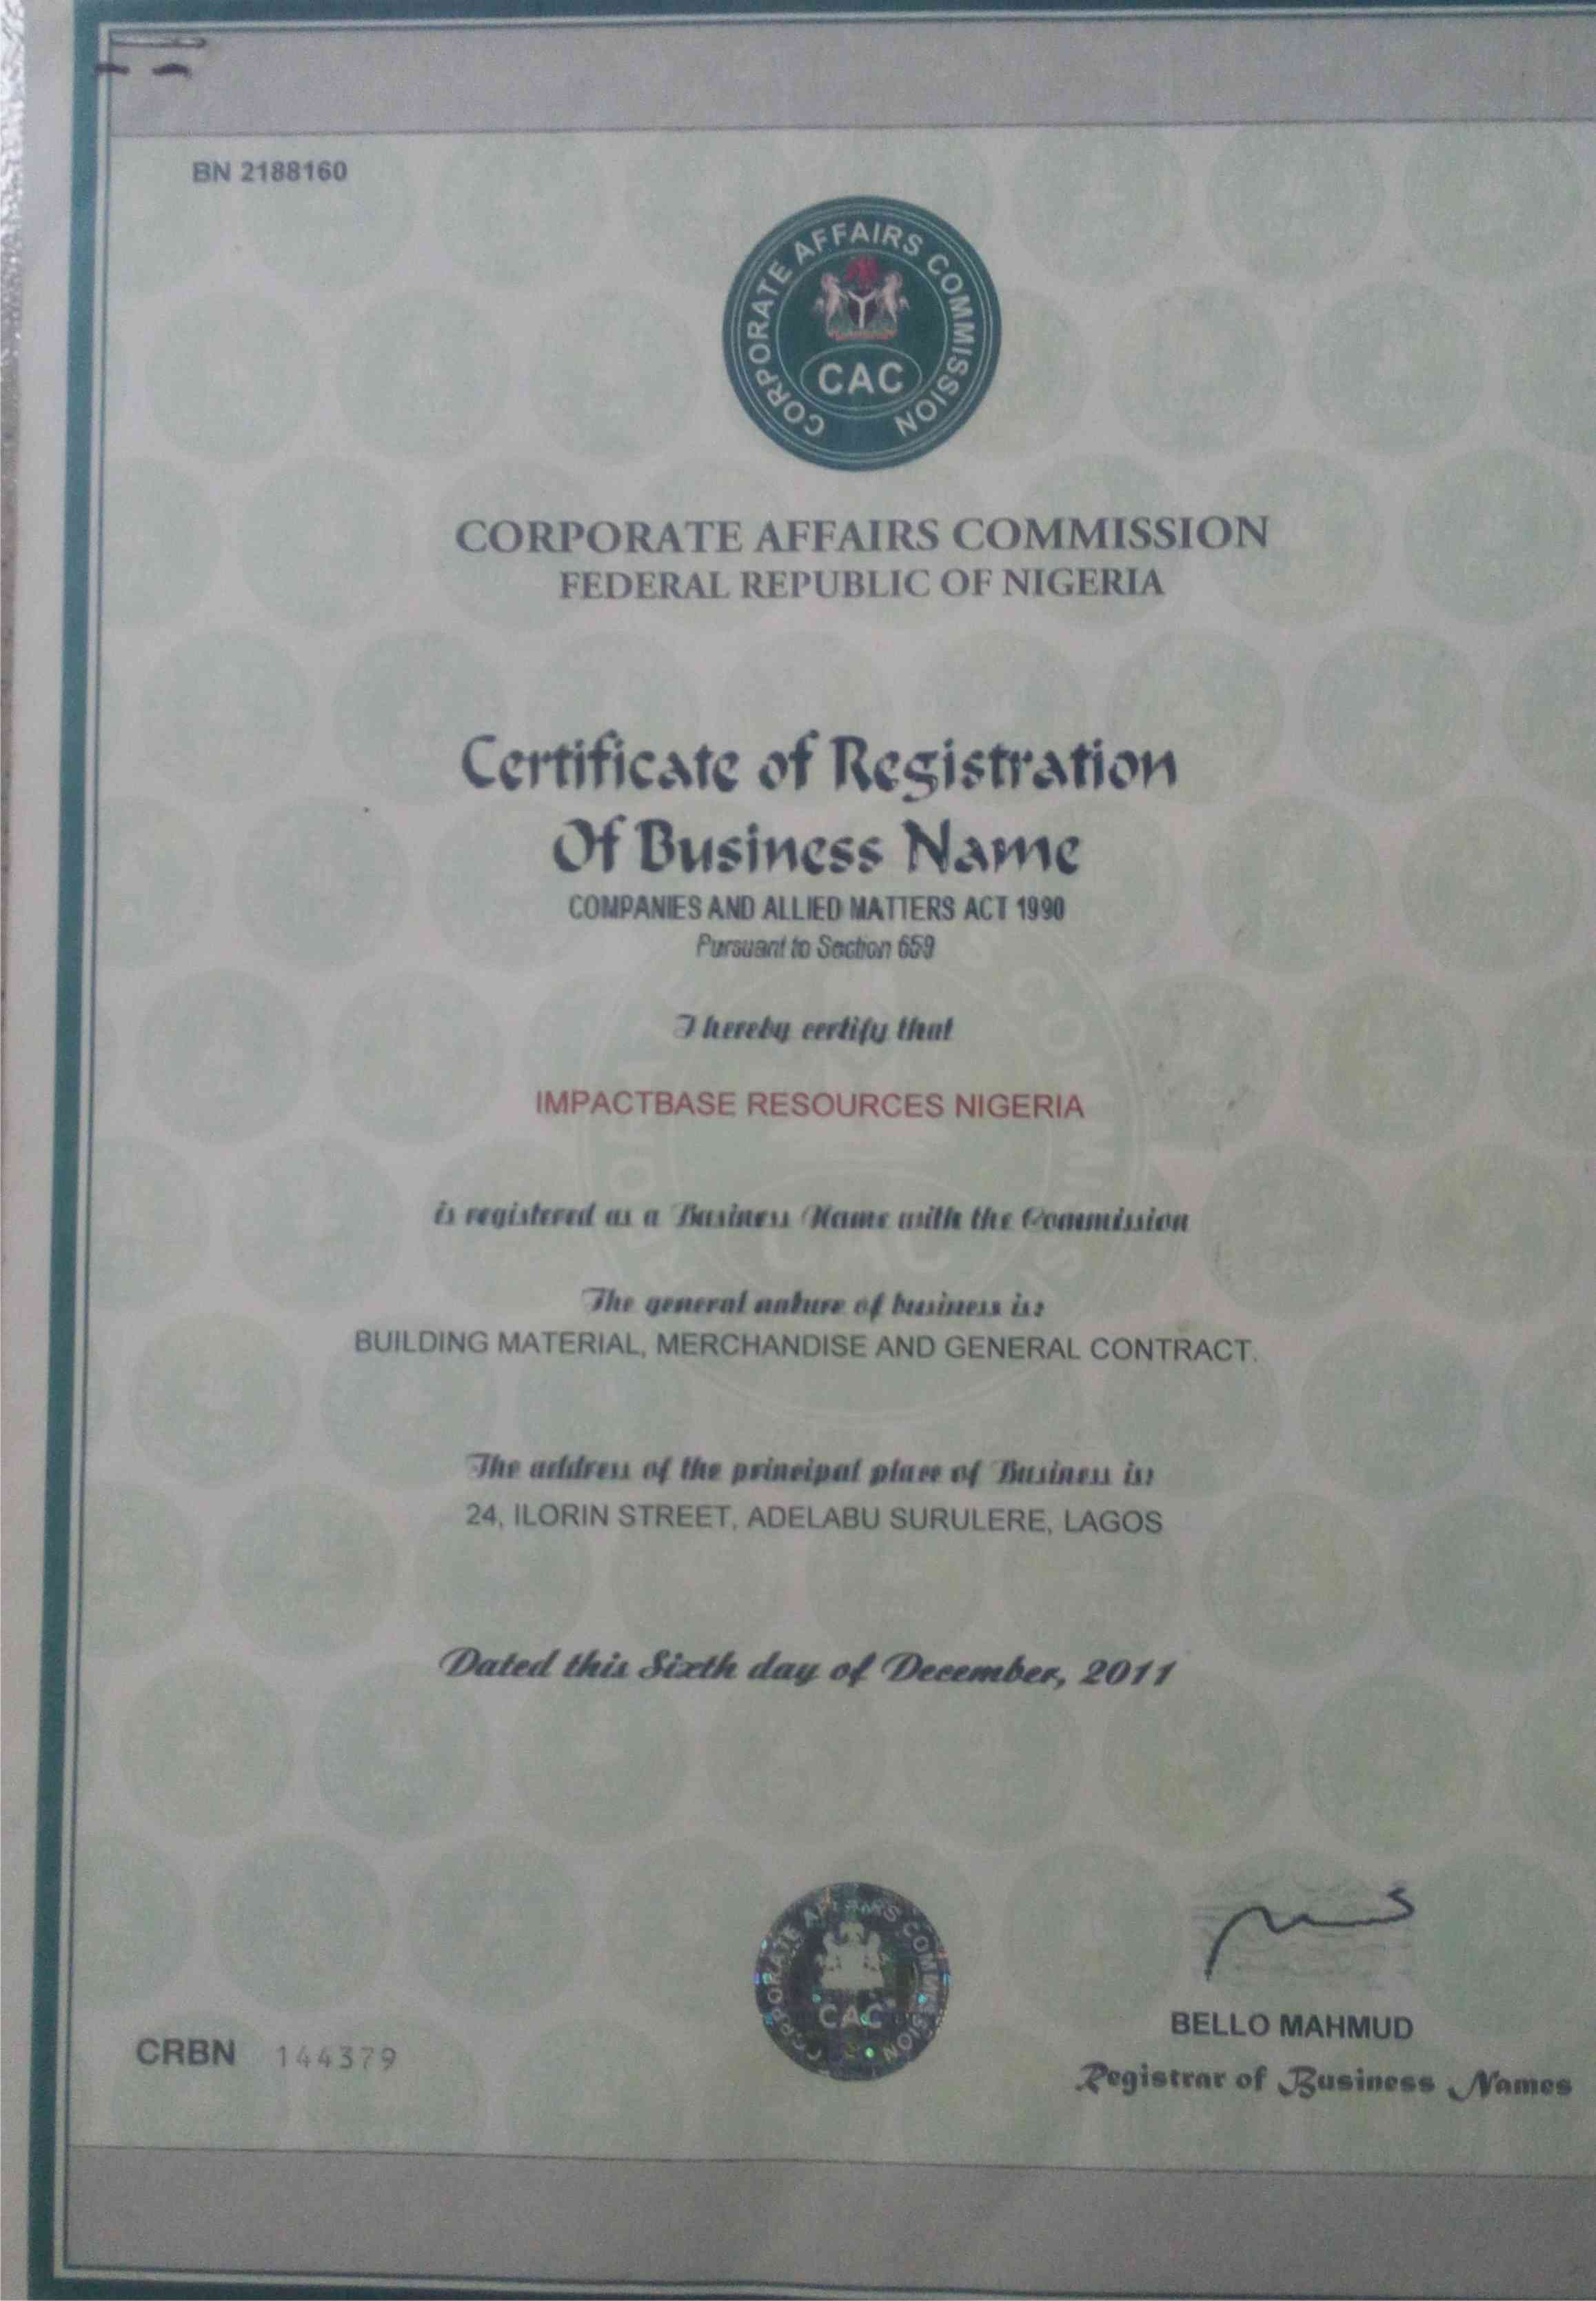 BN 2188160
CORPORATE AFFAIRS COMMISSION
CAC
CORPORATE AFFAIRS COMMISSION
FEDERAL REPUBLIC OF NIGERIA
Certificate of Registration
Of Business Name
COMPANIES AND ALLIED MATTERS ACT 1990
Pursuant to Section 659
I hereby certify that
IMPACTBASE RESOURCES NIGERIA
is registered as a Business Name with the Commission
The general nature of business is:
BUILDING MATERIAL, MERCHANDISE AND GENERAL CONTRACT.
The address of the principal place of Business is:
24, ILORIN STREET, ADELABU SURULERE, LAGOS
Dated this Sixth day of December, 2011
CORPORATE AFFAIRS COMMISSION
CAC
BELLO MAHMUD
Registrar of Business Names
CRBN 144379